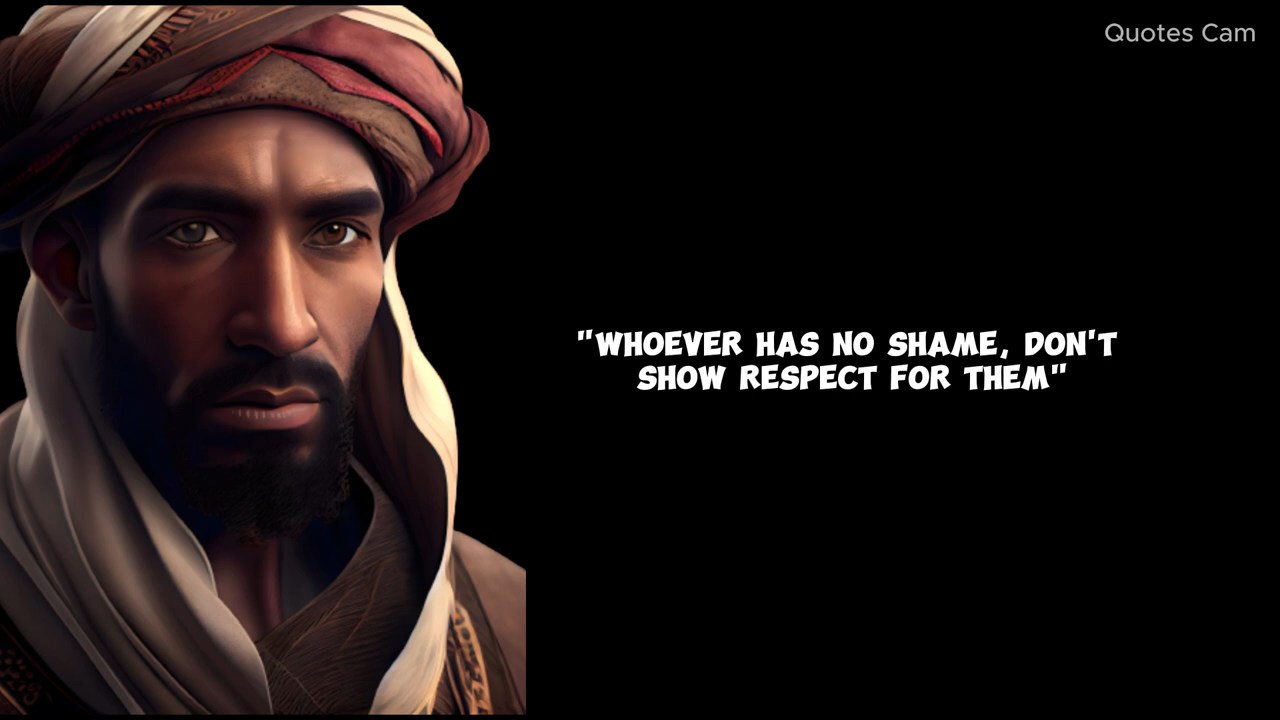 Quotes Cam
"WHOEVER HAS NO SHAME, DON'T
SHOW RESPECT FOR THEM"